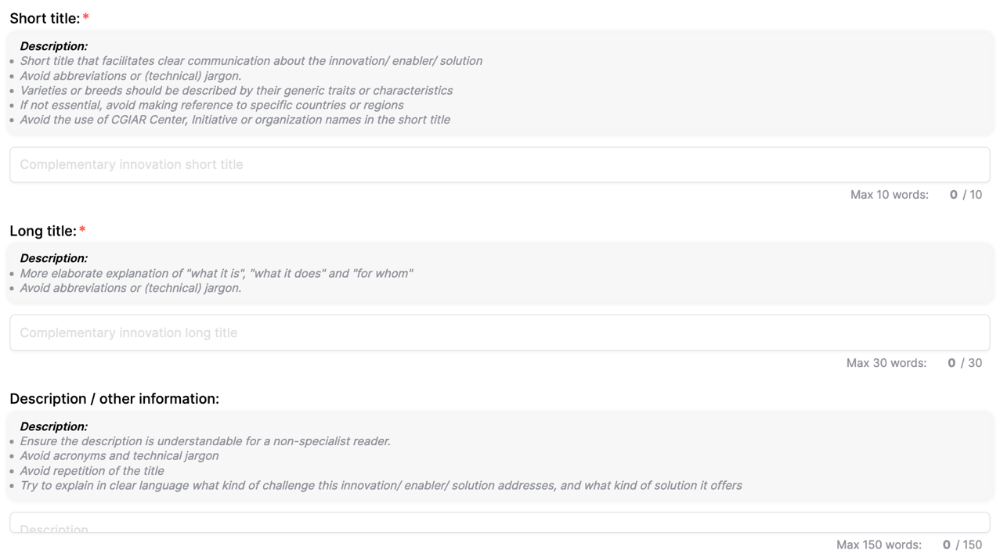 Short title: *
Description:
• Short title that facilitates clear communication about the innovation/ enabler/ solution
• Avoid abbreviations or (technical) jargon.
• Varieties or breeds should be described by their generic traits or characteristics
• If not essential, avoid making reference to specific countries or regions
• Avoid the use of CGIAR Center, Initiative or organization names in the short title
Complementary innovation short title
Max 10 words: 0 / 10
Long title: *
Description:
• More elaborate explanation of "what it is", "what it does" and "for whom"
• Avoid abbreviations or (technical) jargon.
Complementary innovation long title
Max 30 words: 0 / 30
Description / other information:
Description:
• Ensure the description is understandable for a non-specialist reader.
• Avoid acronyms and technical jargon
• Avoid repetition of the title
• Try to explain in clear language what kind of challenge this innovation/ enabler/ solution addresses, and what kind of solution it offers
Description
Max 150 words: 0 / 150